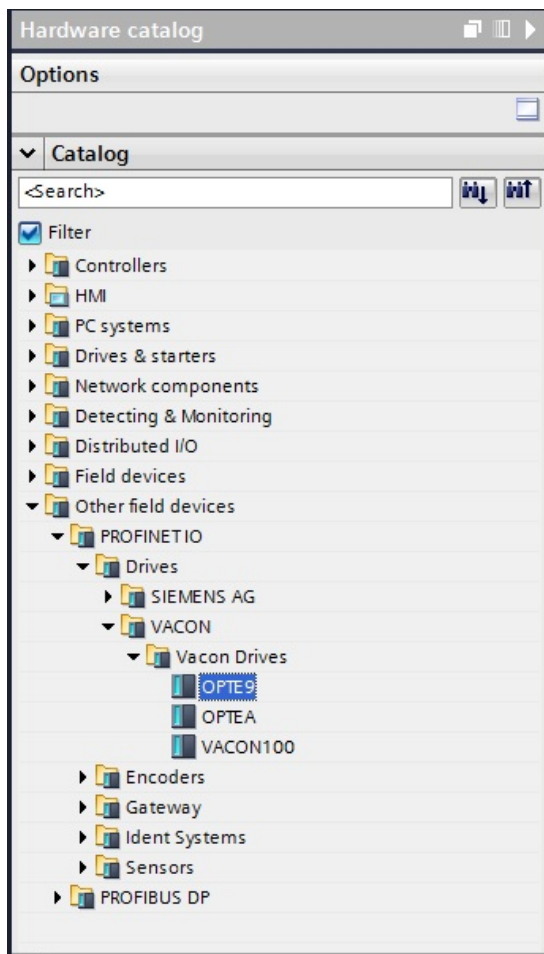 Hardware catalog
Options
Catalog
<Search>
Filter
Controllers
HMI
PC systems
Drives & starters
Network components
Detecting & Monitoring
Distributed I/O
Field devices
Other field devices
PROFINET IO
Drives
SIEMENS AG
VACON
Vacon Drives
OPTE9
OPTEA
VACON100
Encoders
Gateway
Ident Systems
Sensors
PROFIBUS DP